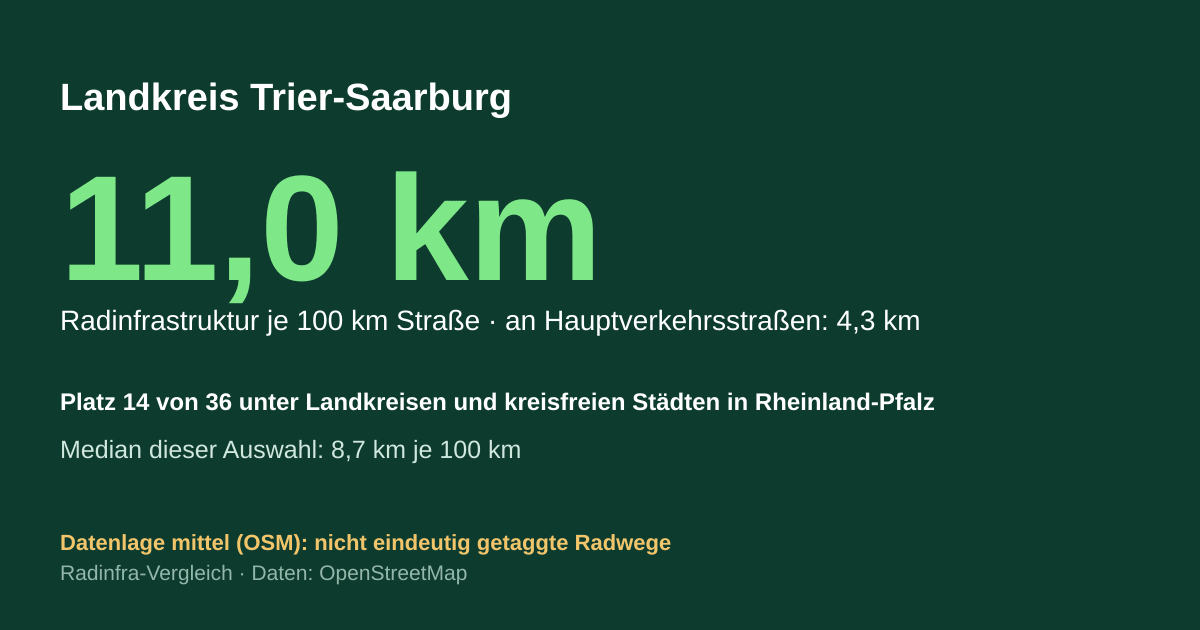 Landkreis Trier-Saarburg
11,0 km
Radinfrastruktur je 100 km Straße · an Hauptverkehrsstraßen: 4,3 km
Platz 14 von 36 unter Landkreisen und kreisfreien Städten in Rheinland-Pfalz
Median dieser Auswahl: 8,7 km je 100 km
Datenlage mittel (OSM): nicht eindeutig getaggte Radwege
Radinfra-Vergleich · Daten: OpenStreetMap